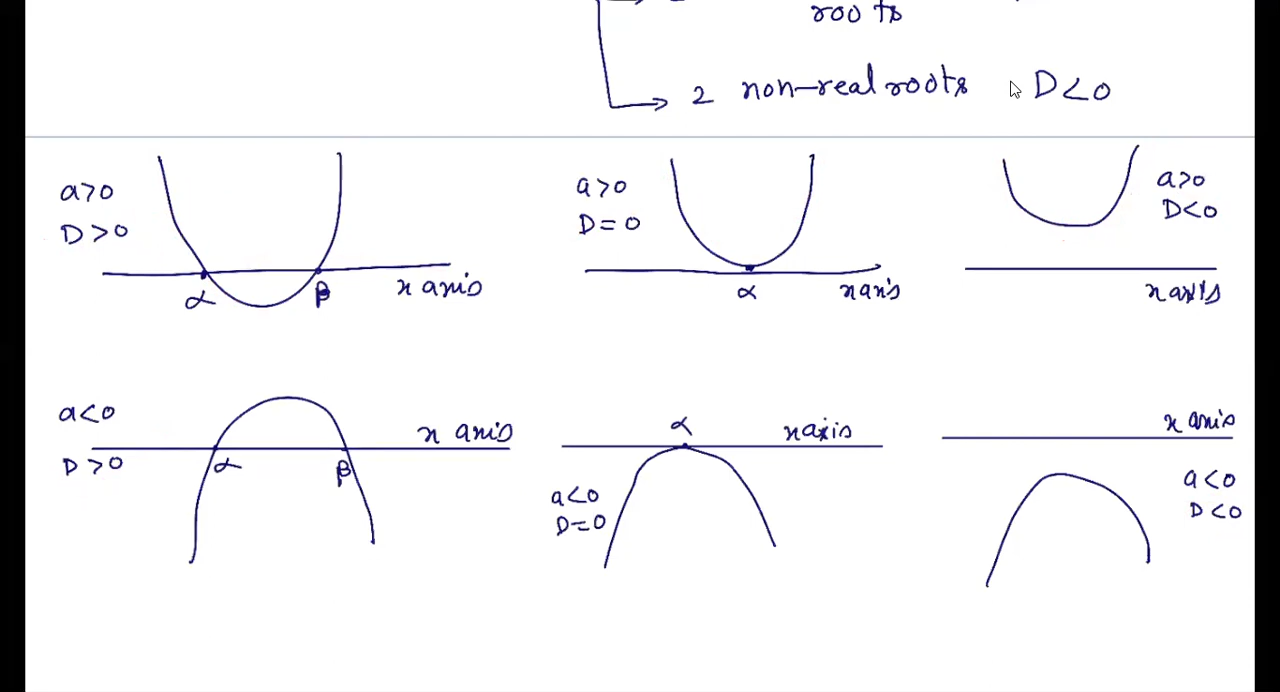 roots
2 non-real roots D<0
a>0
D>0
α β x axis
a>0
D=0
α x axis
a>0
D<0
x axis
a<0
D>0
α β x axis
α x axis
a<0
D=0
x axis
a<0
D<0